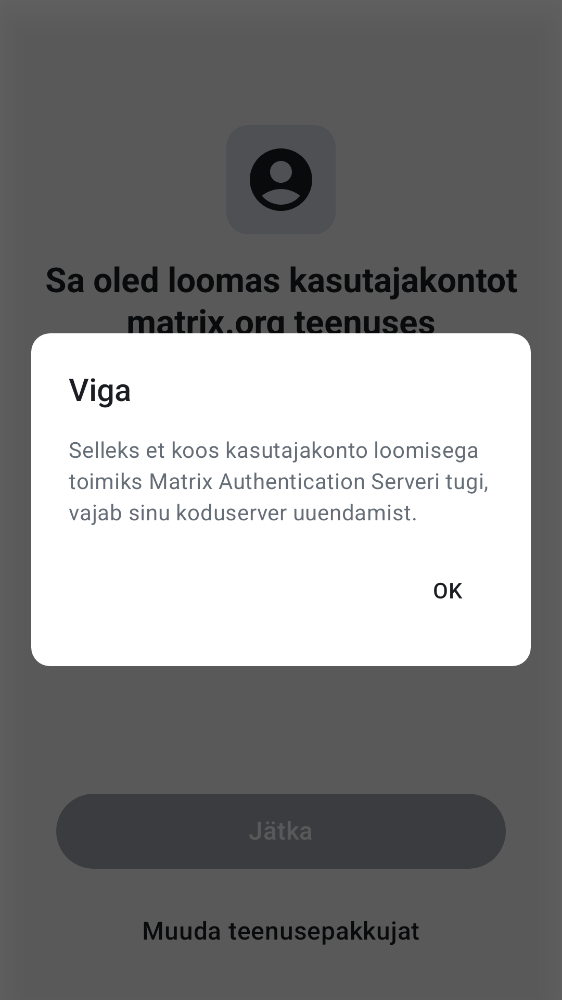 Sa oled loomas kasutajakontot
matrix.org teenuses
Viga
Selleks et koos kasutajakonto loomisega
toimiks Matrix Authentication Serveri tugi,
vajab sinu koduserver uuendamist.
OK
Jätka
Muuda teenusepakkujat